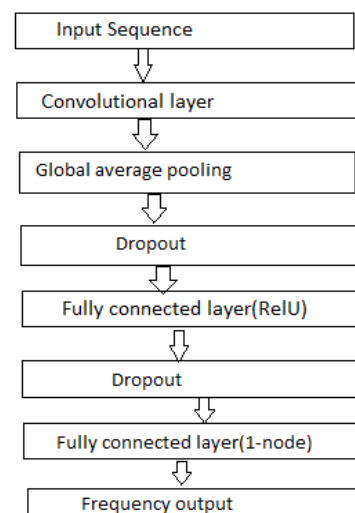 Input Sequence
Convolutional layer
Global average pooling
Dropout
Fully connected layer(RelU)
Dropout
Fully connected layer(1-node)
Frequency output